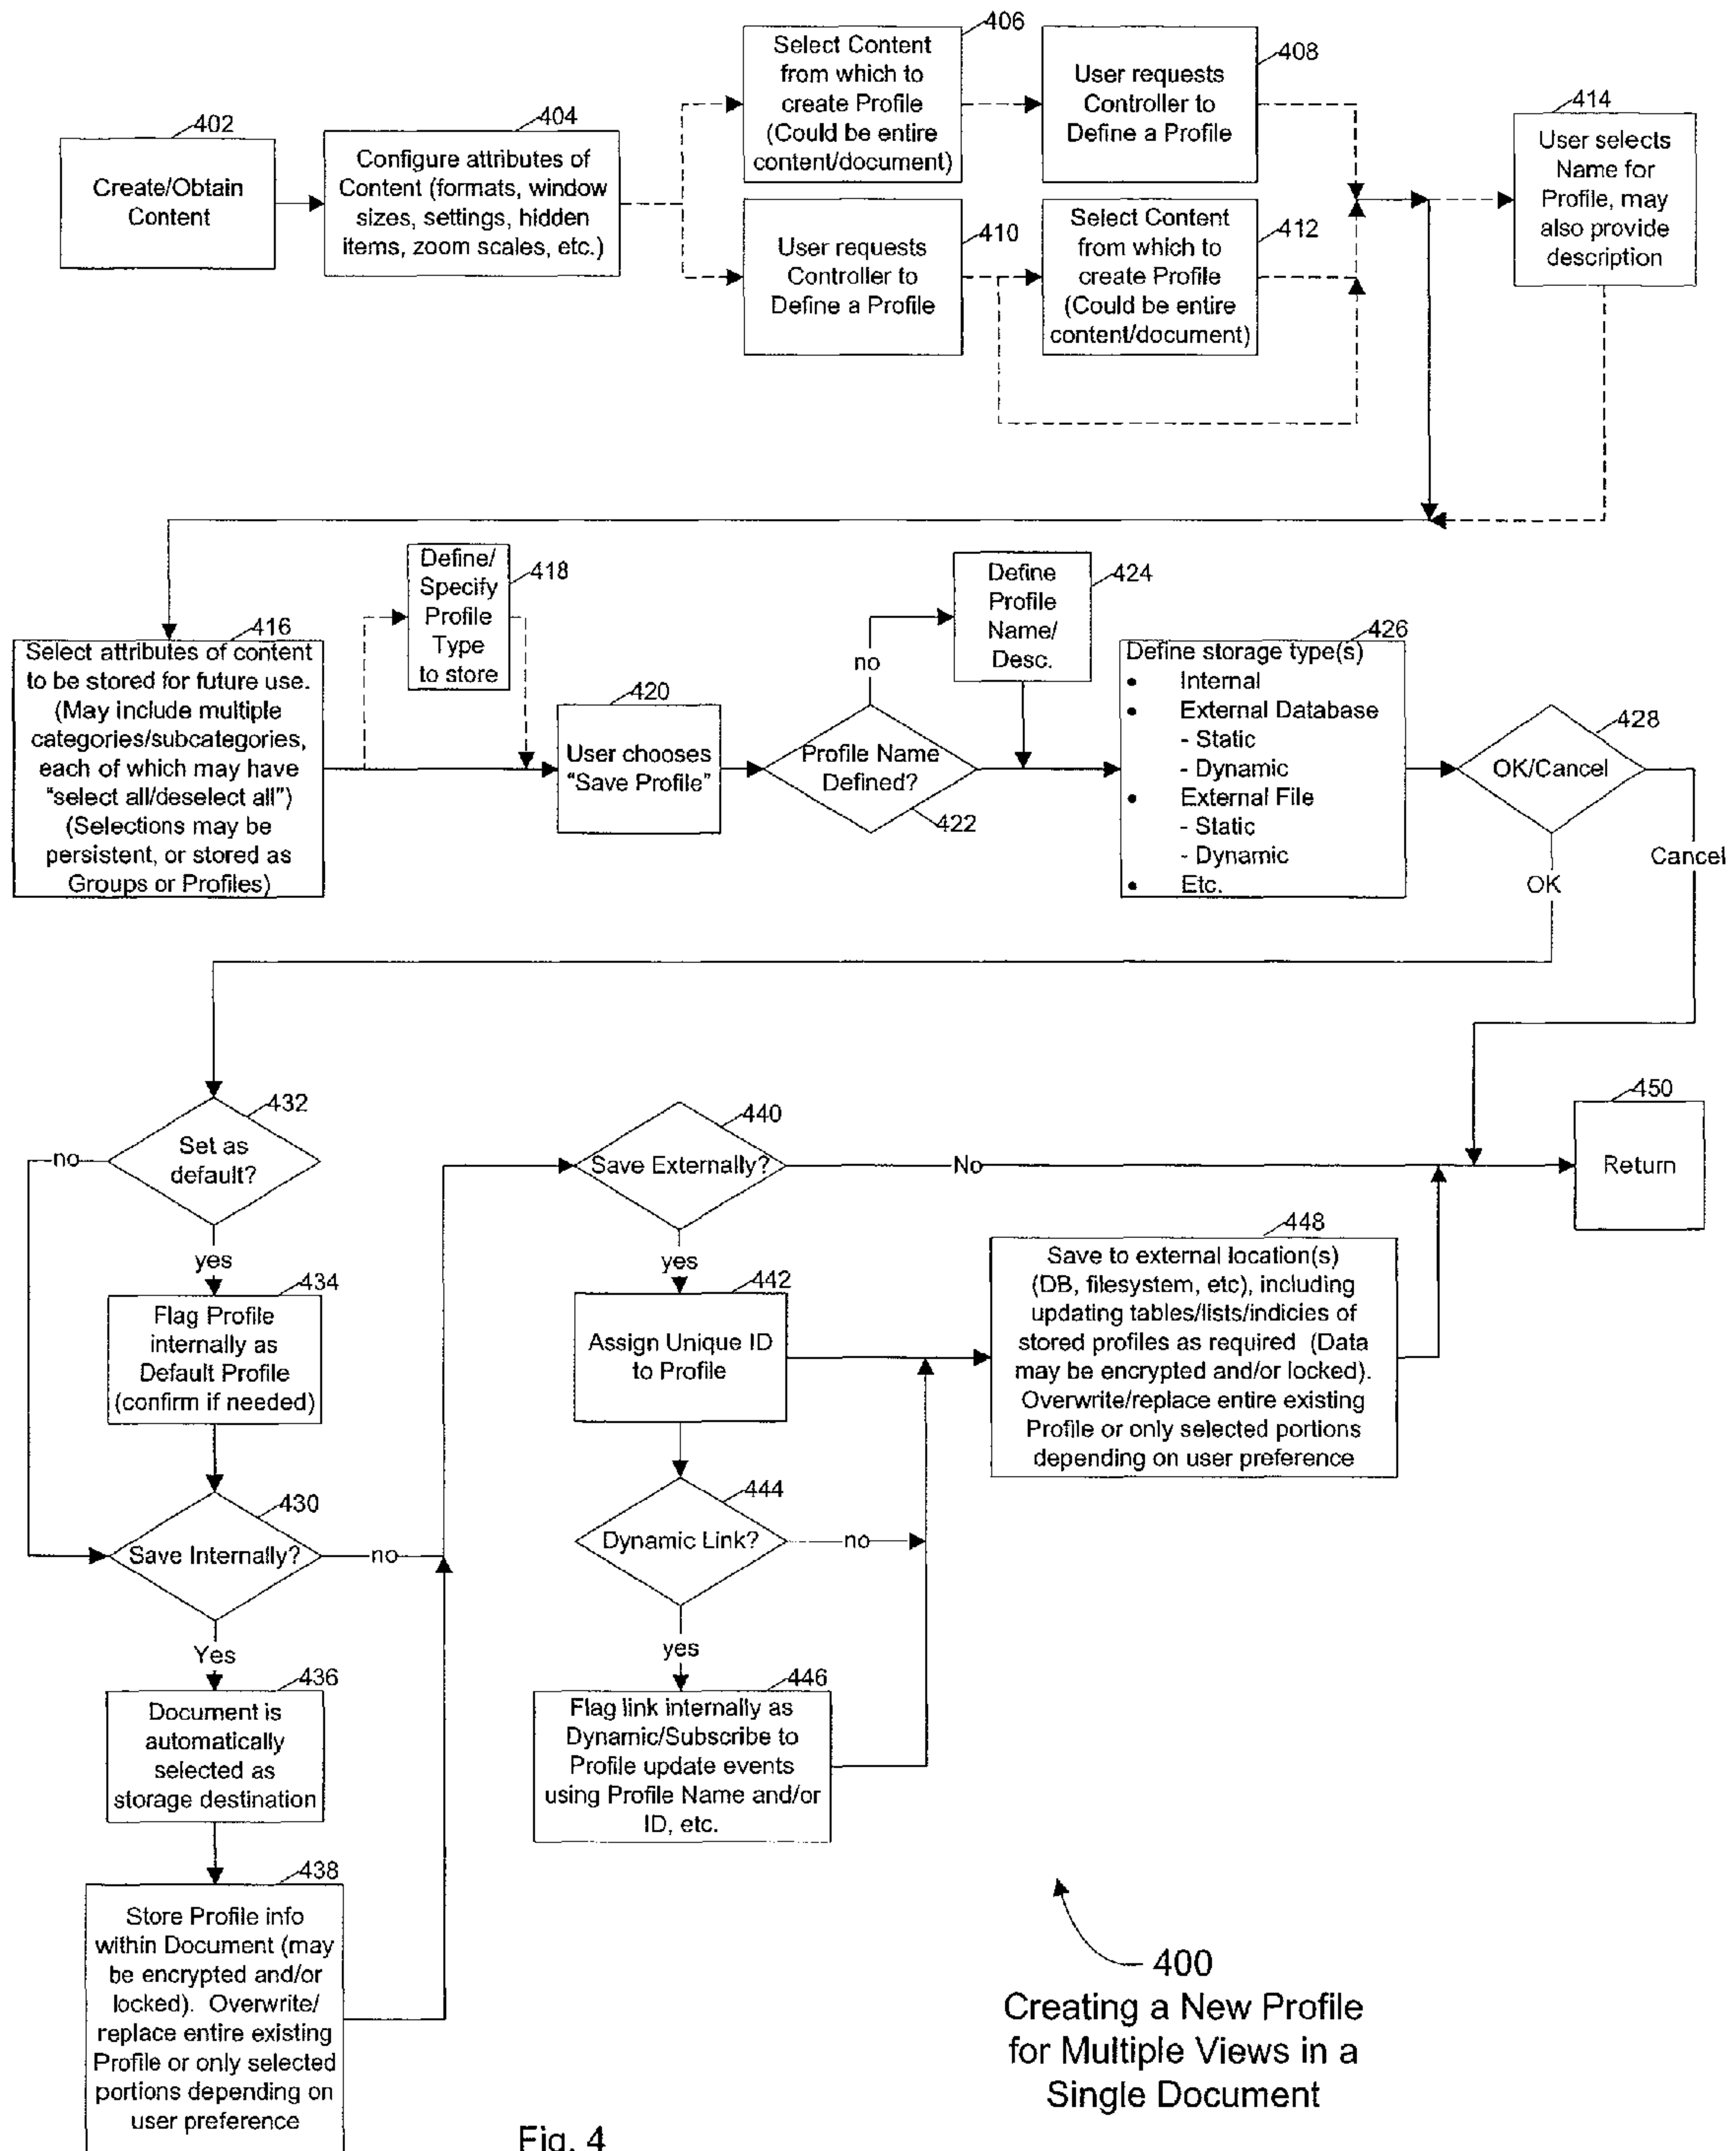 406
Select Content
from which to
create Profile
(Could be entire
content/document)
408
User requests
Controller to
Define a Profile
402
Create/Obtain
Content
404
Configure attributes of
Content (formats, window
sizes, settings, hidden
items, zoom scales, etc.)
414
User selects
Name for
Profile, may
also provide
description
410
User requests
Controller to
Define a Profile
412
Select Content
from which to
create Profile
(Could be entire
content/document)
416
Select attributes of content
to be stored for future use.
(May include multiple
categories/subcategories,
each of which may have
“select all/deselect all”)
(Selections may be
persistent, or stored as
Groups or Profiles)
418
Define/
Specify
Profile
Type
to store
420
User chooses
“Save Profile”
422
Profile Name
Defined?
no
424
Define
Profile
Name/
Desc.
426
Define storage type(s)
• Internal
• External Database
- Static
- Dynamic
• External File
- Static
- Dynamic
• Etc.
428
OK/Cancel
OK
Cancel
432
Set as
default?
no
yes
434
Flag Profile
internally as
Default Profile
(confirm if needed)
430
Save Internally?
no
Yes
436
Document is
automatically
selected as
storage destination
438
Store Profile info
within Document (may
be encrypted and/or
locked). Overwrite/
replace entire existing
Profile or only selected
portions depending on
user preference
440
Save Externally?
No
yes
442
Assign Unique ID
to Profile
444
Dynamic Link?
no
yes
446
Flag link internally as
Dynamic/Subscribe to
Profile update events
using Profile Name and/or
ID, etc.
448
Save to external location(s)
(DB, filesystem, etc), including
updating tables/lists/indicies of
stored profiles as required (Data
may be encrypted and/or locked).
Overwrite/replace entire existing
Profile or only selected portions
depending on user preference
450
Return
400
Creating a New Profile
for Multiple Views in a
Single Document
Fig. 4